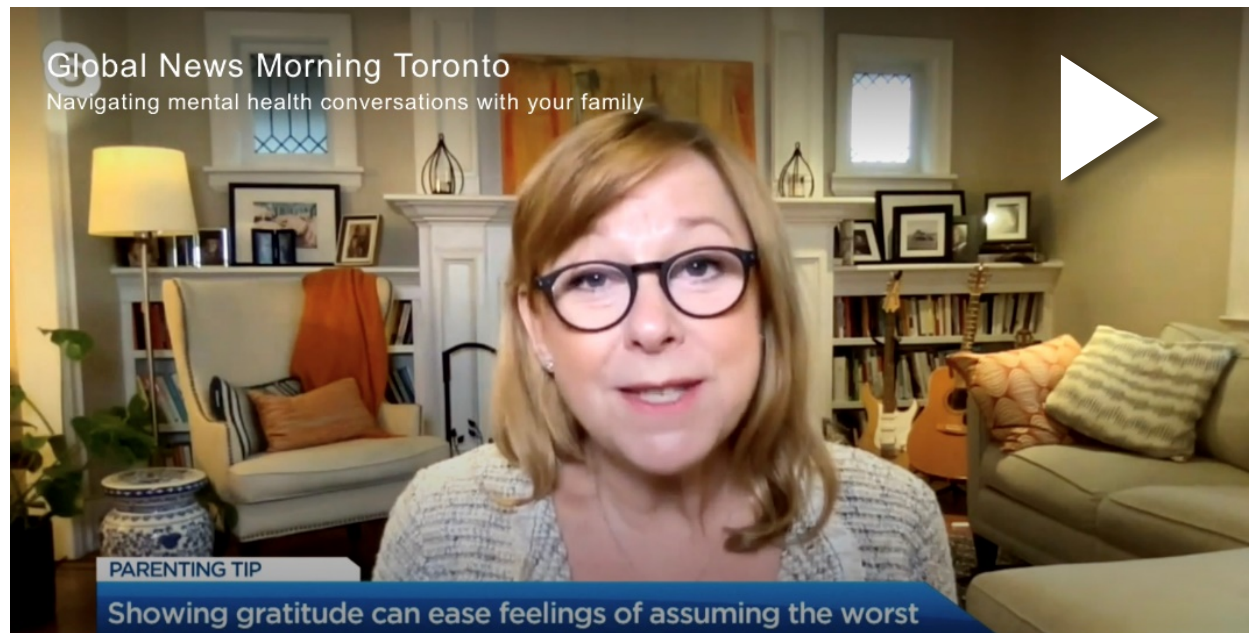 Global News Morning Toronto
Navigating mental health conversations with your family
PARENTING TIP
Showing gratitude can ease feelings of assuming the worst